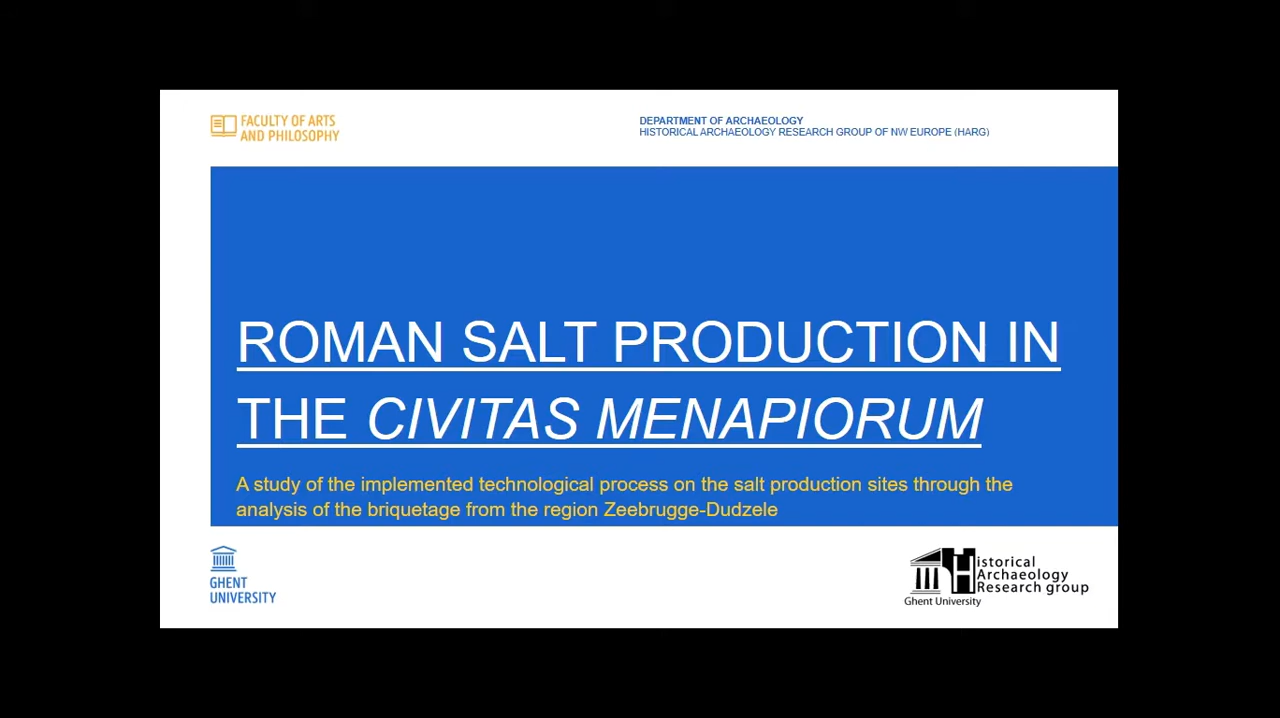 FACULTY OF ARTS
AND PHILOSOPHY
DEPARTMENT OF ARCHAEOLOGY
HISTORICAL ARCHAEOLOGY RESEARCH GROUP OF NW EUROPE (HARG)
ROMAN SALT PRODUCTION IN
THE CIVITAS MENAPIORUM
A study of the implemented technological process on the salt production sites through the
analysis of the briquetage from the region Zeebrugge-Dudzele
GHENT
UNIVERSITY
Historical
Archaeology
Research group
Ghent University